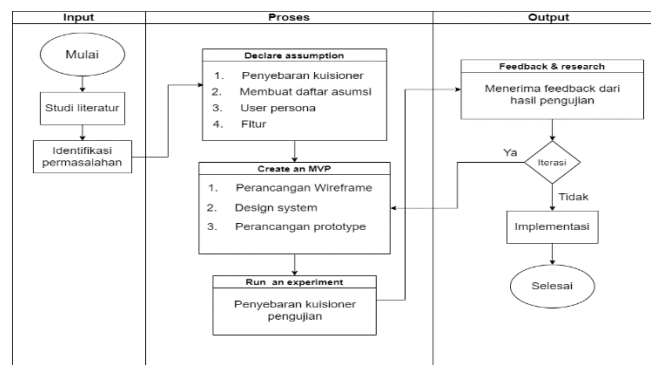 Input
Proses
Output
Mulai
Studi literatur
Identifikasi
permasalahan
Declare assumption
1. Penyebaran kuisioner
2. Membuat daftar asumsi
3. User persona
4. Fitur
Create an MVP
1. Perancangan Wireframe
2. Design system
3. Perancangan prototype
Run an experiment
Penyebaran kuisioner
pengujian
Feedback & research
Menerima feedback dari
hasil pengujian
Ya
Iterasi
Tidak
Implementasi
Selesai